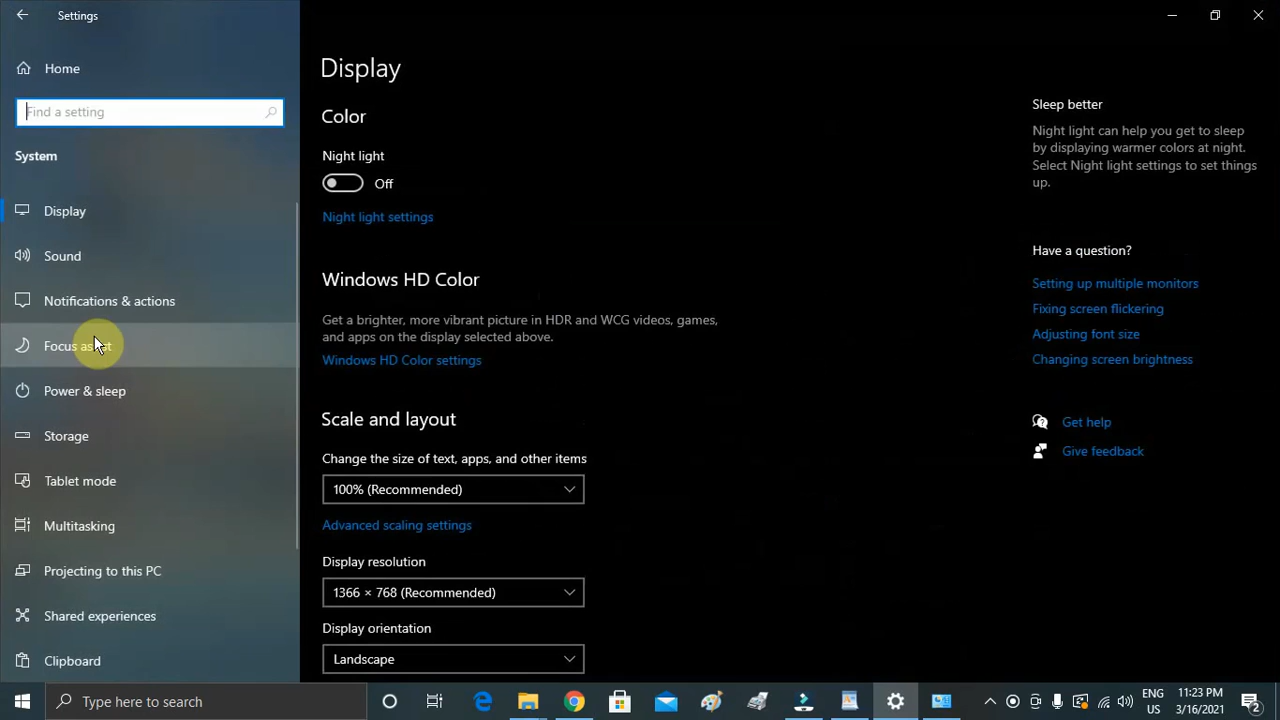 Settings
Home
Find a setting
System
Display
Sound
Notifications & actions
Focus assist
Power & sleep
Storage
Tablet mode
Multitasking
Projecting to this PC
Shared experiences
Clipboard
Display
Color
Night light
Off
Night light settings
Windows HD Color
Get a brighter, more vibrant picture in HDR and WCG videos, games,
and apps on the display selected above.
Windows HD Color settings
Scale and layout
Change the size of text, apps, and other items
100% (Recommended)
Advanced scaling settings
Display resolution
1366 × 768 (Recommended)
Display orientation
Landscape
Sleep better
Night light can help you get to sleep
by displaying warmer colors at night.
Select Night light settings to set things
up.
Have a question?
Setting up multiple monitors
Fixing screen flickering
Adjusting font size
Changing screen brightness
Get help
Give feedback
Type here to search
ENG
US
11:23 PM
3/16/2021
2